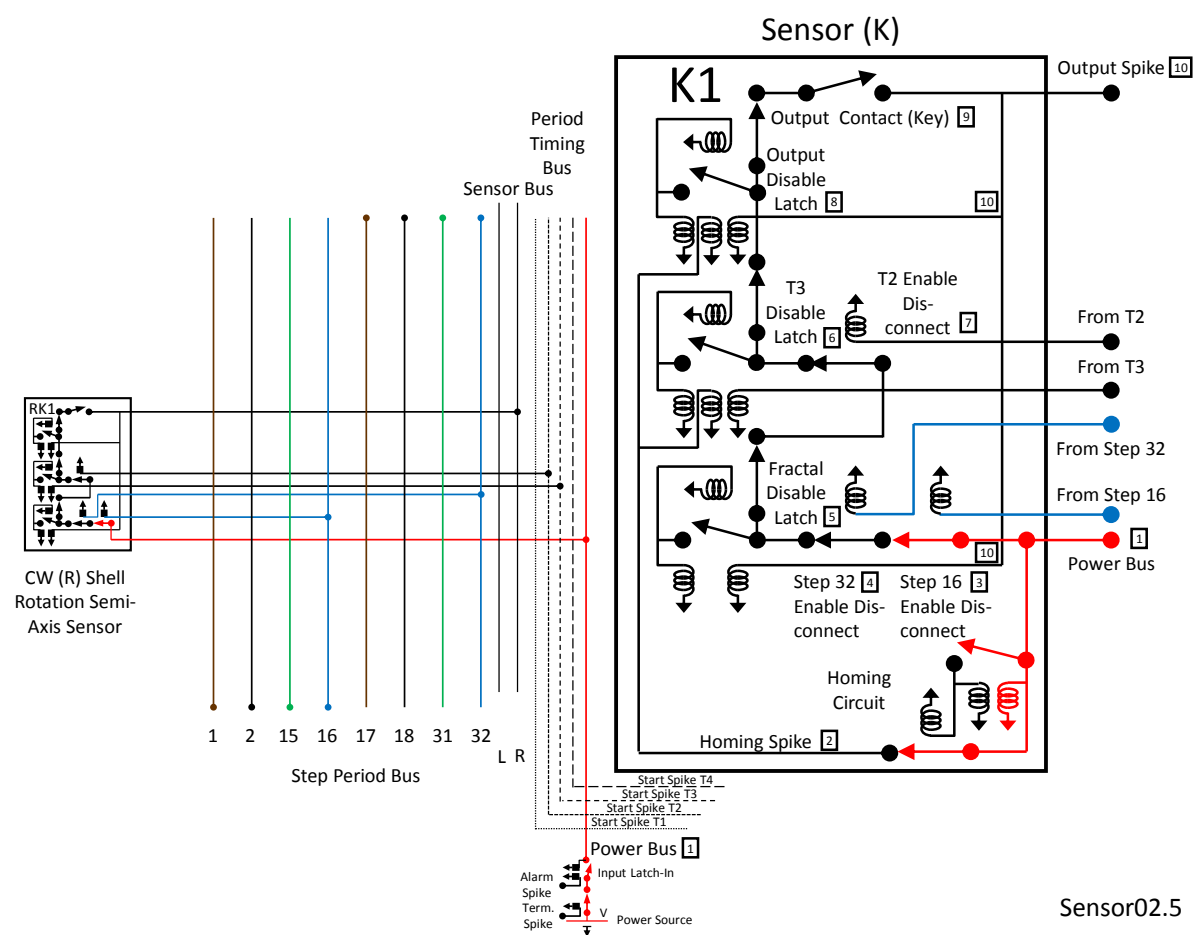 Sensor (K)
Output Spike 10
K1
Output Contact (Key) 9
Period
Timing
Bus
Sensor Bus
Output
Disable
Latch 8
10
T3
Disable
Latch 6
T2 Enable
Dis-
connect 7
From T2
From T3
RK1
From Step 32
Fractal
Disable
Latch 5
From Step 16
1
Power Bus
10
CW (R) Shell
Rotation Semi-
Axis Sensor
Step 32 4
Enable Dis-
connect
Step 16 3
Enable Dis-
connect
Homing
Circuit
1 2 15 16 17 18 31 32
L R
Step Period Bus
Homing Spike 2
Start Spike T4
Start Spike T3
Start Spike T2
Start Spike T1
Power Bus 1
Alarm
Spike
Input Latch-In
Term.
Spike
V
Power Source
Sensor02.5